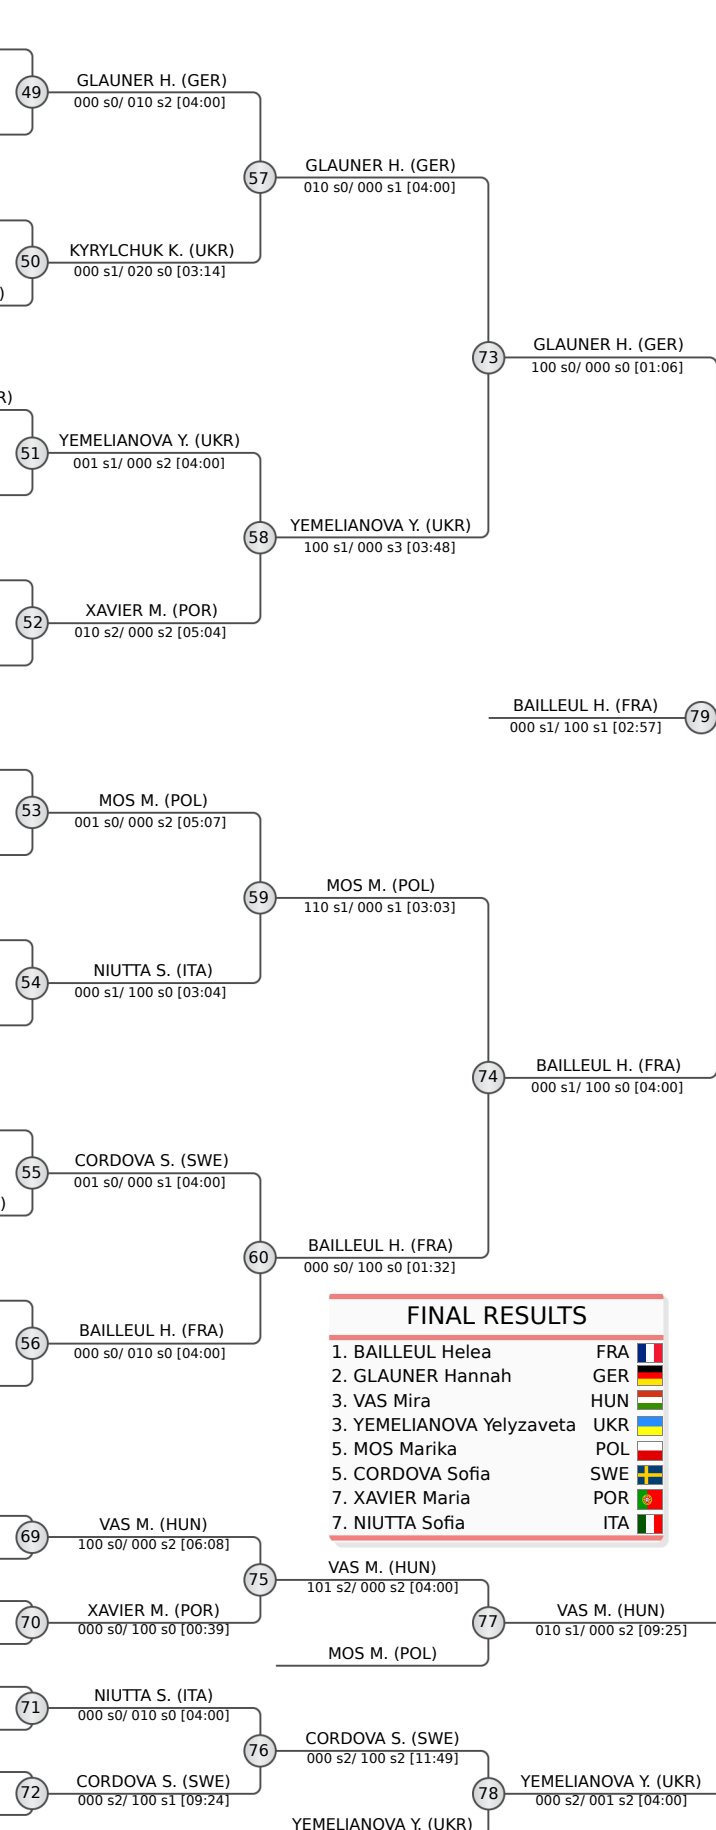 GLAUNER H. (GER)
49
000 s0/ 010 s2 [04:00]
GLAUNER H. (GER)
57
010 s0/ 000 s1 [04:00]
KYRYLCHUK K. (UKR)
50
000 s1/ 020 s0 [03:14]
)
GLAUNER H. (GER)
73
100 s0/ 000 s0 [01:06]
R)
YEMELIANOVA Y. (UKR)
51
001 s1/ 000 s2 [04:00]
YEMELIANOVA Y. (UKR)
58
100 s1/ 000 s3 [03:48]
XAVIER M. (POR)
52
010 s2/ 000 s2 [05:04]
BAILLEUL H. (FRA)
79
000 s1/ 100 s1 [02:57]
MOS M. (POL)
53
001 s0/ 000 s2 [05:07]
MOS M. (POL)
59
110 s1/ 000 s1 [03:03]
NIUTTA S. (ITA)
54
000 s1/ 100 s0 [03:04]
BAILLEUL H. (FRA)
74
000 s1/ 100 s0 [04:00]
CORDOVA S. (SWE)
55
001 s0/ 000 s1 [04:00]
)
BAILLEUL H. (FRA)
60
000 s0/ 100 s0 [01:32]
BAILLEUL H. (FRA)
56
000 s0/ 010 s0 [04:00]
FINAL RESULTS
1. BAILLEUL Helea FRA
2. GLAUNER Hannah GER
3. VAS Mira HUN
3. YEMELIANOVA Yelyzaveta UKR
5. MOS Marika POL
5. CORDOVA Sofia SWE
7. XAVIER Maria POR
7. NIUTTA Sofia ITA
VAS M. (HUN)
69
100 s0/ 000 s2 [06:08]
VAS M. (HUN)
75
101 s2/ 000 s2 [04:00]
XAVIER M. (POR)
70
000 s0/ 100 s0 [00:39]
VAS M. (HUN)
77
010 s1/ 000 s2 [09:25]
MOS M. (POL)
NIUTTA S. (ITA)
71
000 s0/ 010 s0 [04:00]
CORDOVA S. (SWE)
76
000 s2/ 100 s2 [11:49]
CORDOVA S. (SWE)
72
000 s2/ 100 s1 [09:24]
YEMELIANOVA Y. (UKR)
78
000 s2/ 001 s2 [04:00]
YEMELIANOVA Y. (UKR)